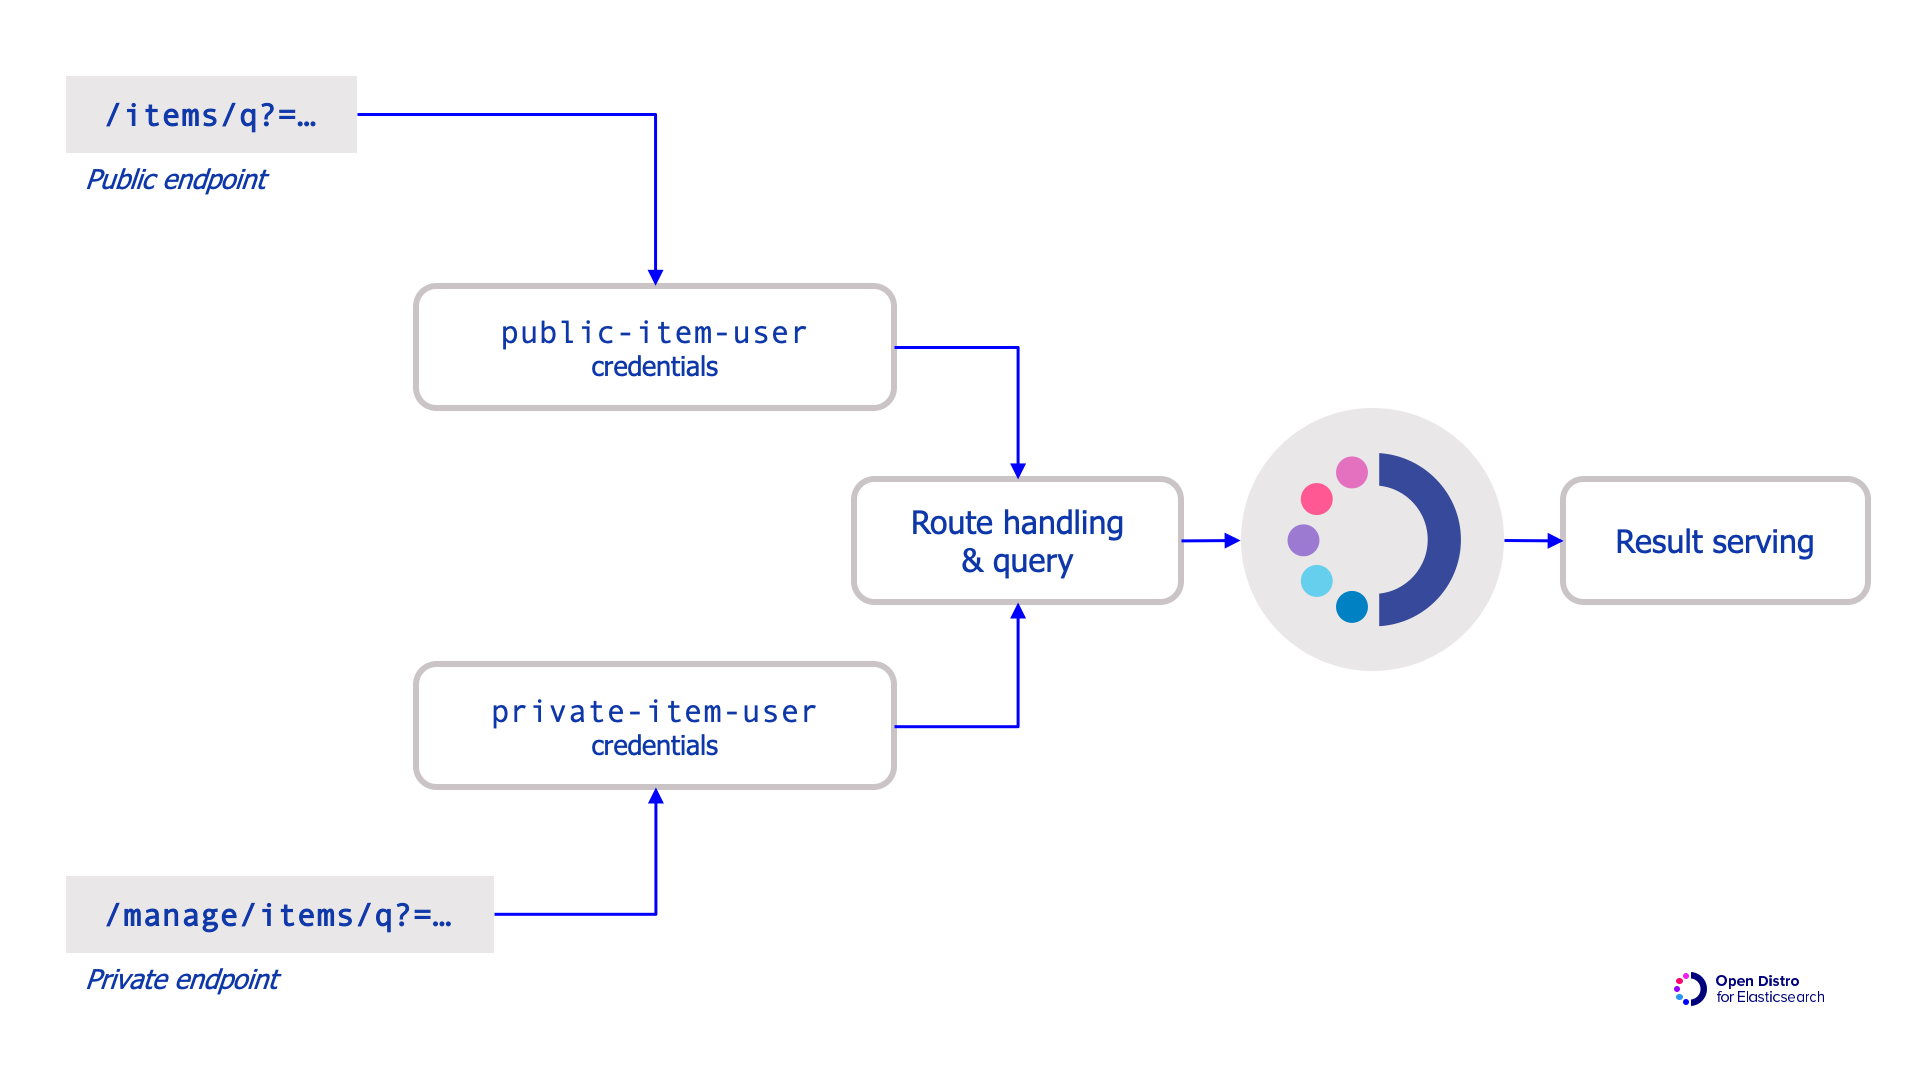 /items/q?=…
Public endpoint
public-item-user
credentials
Route handling
& query
Result serving
private-item-user
credentials
/manage/items/q?=…
Private endpoint
Open Distro
for Elasticsearch